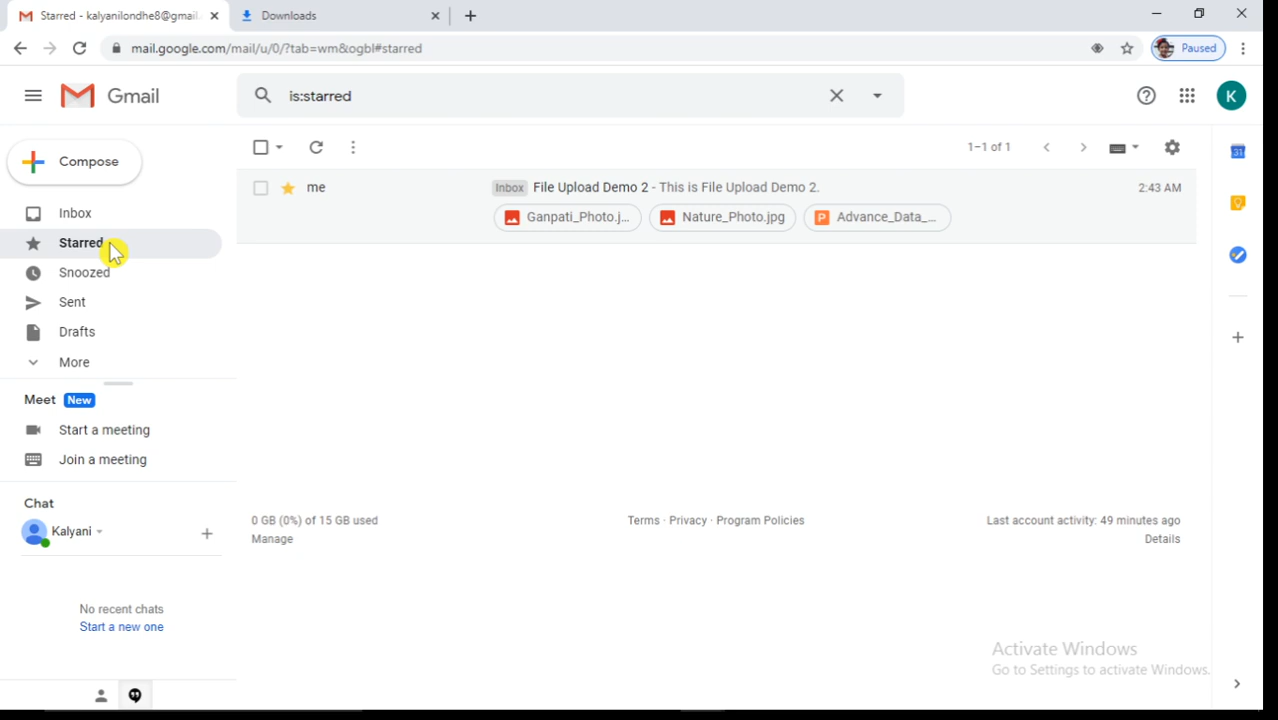 Starred - kalyanilondhe8@gmail.
Downloads
mail.google.com/mail/u/0/?tab=wm&ogbl#starred
Paused
Gmail
is:starred
K
Compose
1–1 of 1
31
me
Inbox File Upload Demo 2 - This is File Upload Demo 2.
2:43 AM
Ganpati_Photo.j...
Nature_Photo.jpg
P Advance_Data_...
Inbox
Starred
Snoozed
Sent
Drafts
More
Meet New
Start a meeting
Join a meeting
Chat
Kalyani
No recent chats
Start a new one
0 GB (0%) of 15 GB used
Manage
Terms · Privacy · Program Policies
Last account activity: 49 minutes ago
Details
Activate Windows
Go to Settings to activate Windows.